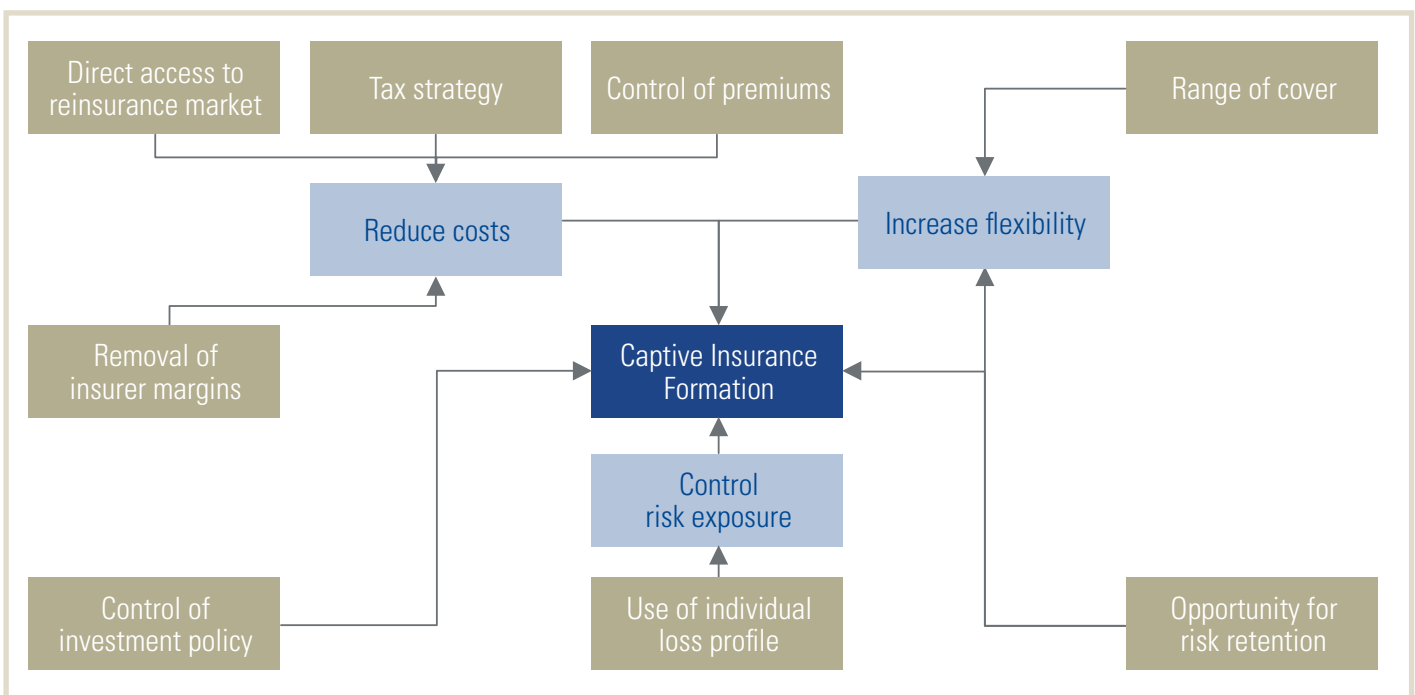 Direct access to
reinsurance market
Tax strategy
Control of premiums
Range of cover
Reduce costs
Increase flexibility
Removal of
insurer margins
Captive Insurance
Formation
Control
risk exposure
Control of
investment policy
Use of individual
loss profile
Opportunity for
risk retention